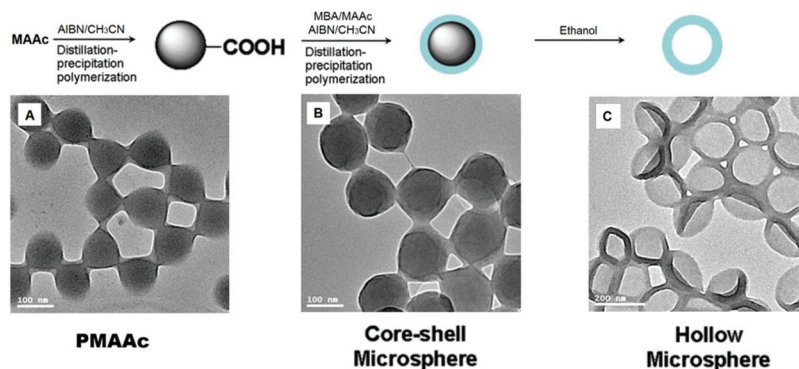 MAAc
AIBN/CH₃CN
Distillation-
precipitation
polymerization
COOH
MBA/MAAc
AIBN/CH₃CN
Distillation-
precipitation
polymerization
Ethanol
A
B
C
100 nm
100 nm
200 nm
PMAAc
Core-shell
Microsphere
Hollow
Microsphere